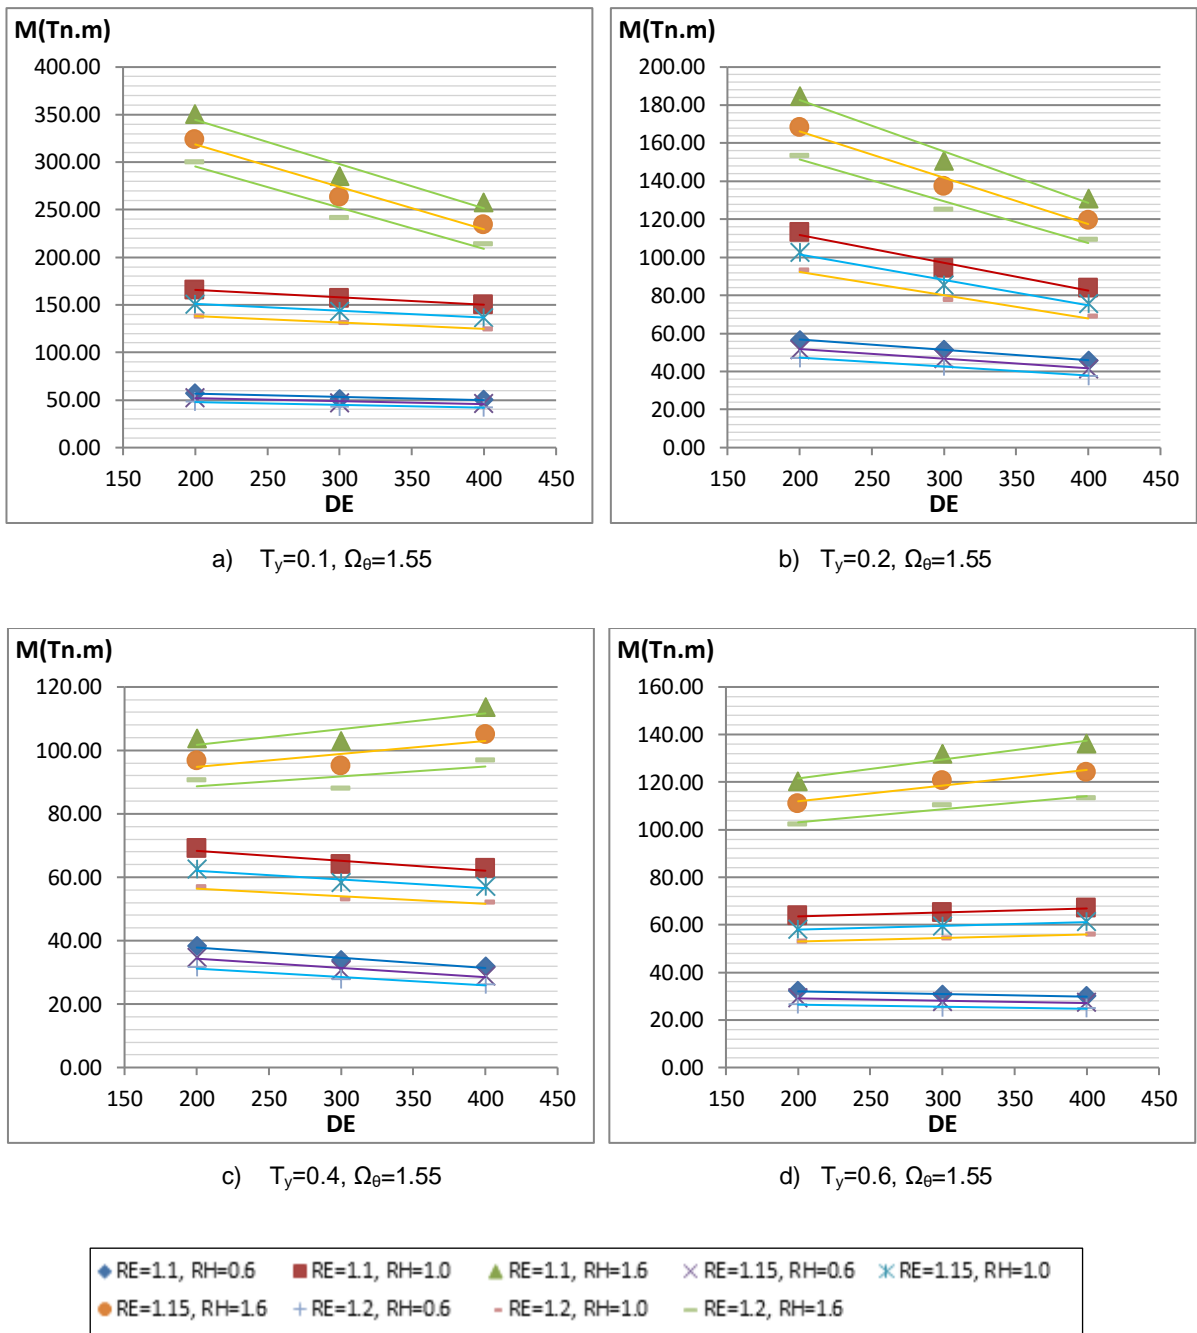 M(Tn.m)
400.00
350.00
300.00
250.00
200.00
150.00
100.00
50.00
0.00
150 200 250 300 350 400 450
DE
a) Ty=0.1, Ωθ=1.55
M(Tn.m)
200.00
180.00
160.00
140.00
120.00
100.00
80.00
60.00
40.00
20.00
0.00
150 200 250 300 350 400 450
DE
b) Ty=0.2, Ωθ=1.55
M(Tn.m)
120.00
100.00
80.00
60.00
40.00
20.00
0.00
150 200 250 300 350 400 450
DE
c) Ty=0.4, Ωθ=1.55
M(Tn.m)
160.00
140.00
120.00
100.00
80.00
60.00
40.00
20.00
0.00
150 200 250 300 350 400 450
DE
d) Ty=0.6, Ωθ=1.55
RE=1.1, RH=0.6 RE=1.1, RH=1.0 RE=1.1, RH=1.6 RE=1.15, RH=0.6 RE=1.15, RH=1.0
RE=1.15, RH=1.6 RE=1.2, RH=0.6 RE=1.2, RH=1.0 RE=1.2, RH=1.6